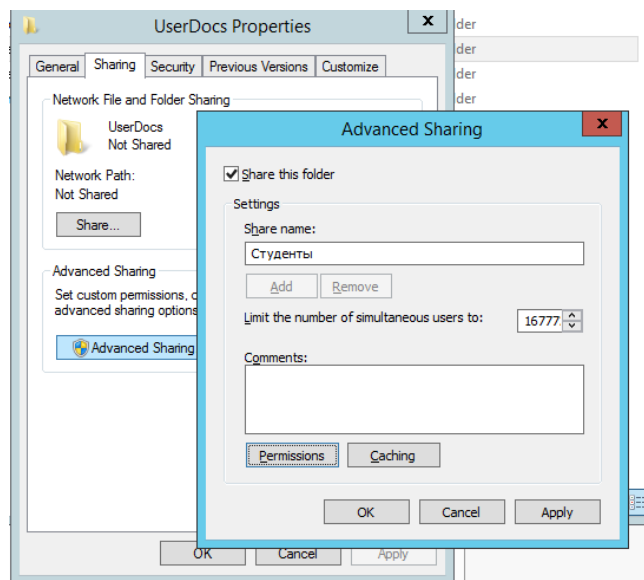 UserDocs Properties
x
der
der
der
der
General
Sharing
Security
Previous Versions
Customize
Network File and Folder Sharing
UserDocs
Not Shared
Network Path:
Not Shared
Share...
Advanced Sharing
Set custom permissions, c
advanced sharing options
Advanced Sharing
OK
Cancel
Apply
Advanced Sharing
x
Share this folder
Settings
Share name:
Студенты
Add
Remove
Limit the number of simultaneous users to:
16777
Comments:
Permissions
Caching
OK
Cancel
Apply